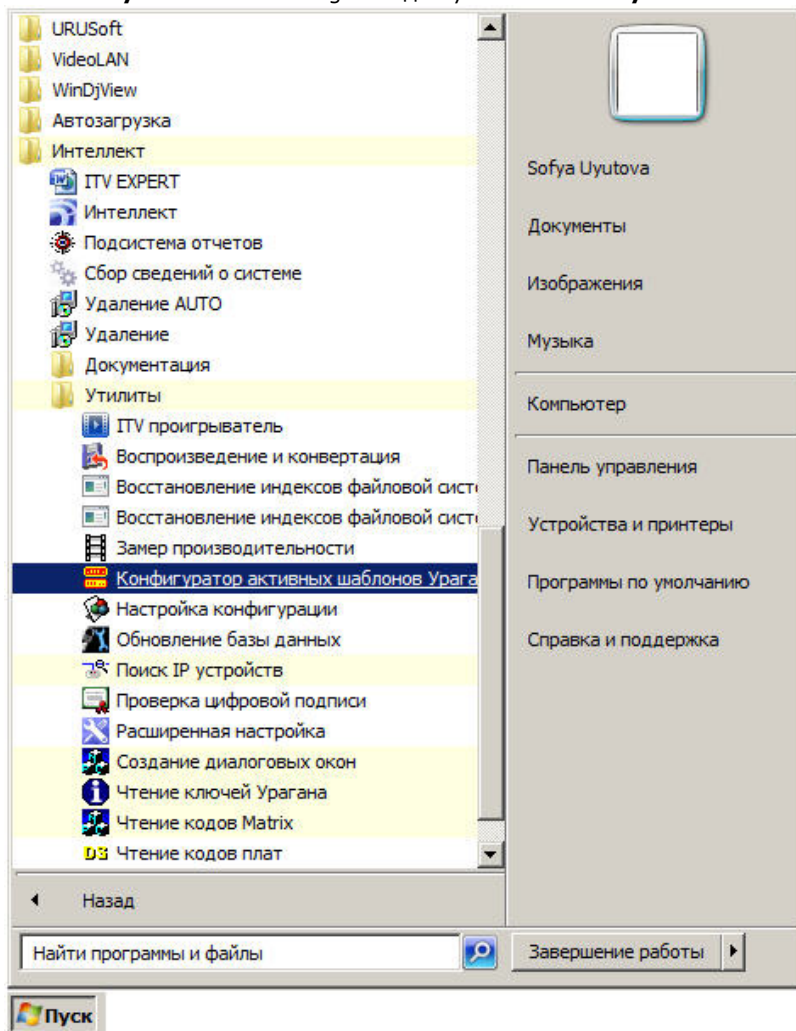 URUSoft
VideoLAN
WinDjView
Автозагрузка
Интеллект
ITV EXPERT
Интеллект
Подсистема отчетов
Сбор сведений о системе
Удаление AUTO
Удаление
Документация
Утилиты
ITV проигрыватель
Воспроизведение и конвертация
Восстановление индексов файловой сист
Восстановление индексов файловой сист
Замер производительности
Конфигуратор активных шаблонов Урага
Настройка конфигурации
Обновление базы данных
Поиск IP устройств
Проверка цифровой подписи
Расширенная настройка
Создание диалоговых окон
Чтение ключей Урагана
Чтение кодов Matrix
Чтение кодов плат
Назад
Найти программы и файлы
Sofya Uyutova
Документы
Изображения
Музыка
Компьютер
Панель управления
Устройства и принтеры
Программы по умолчанию
Справка и поддержка
Завершение работы
Пуск